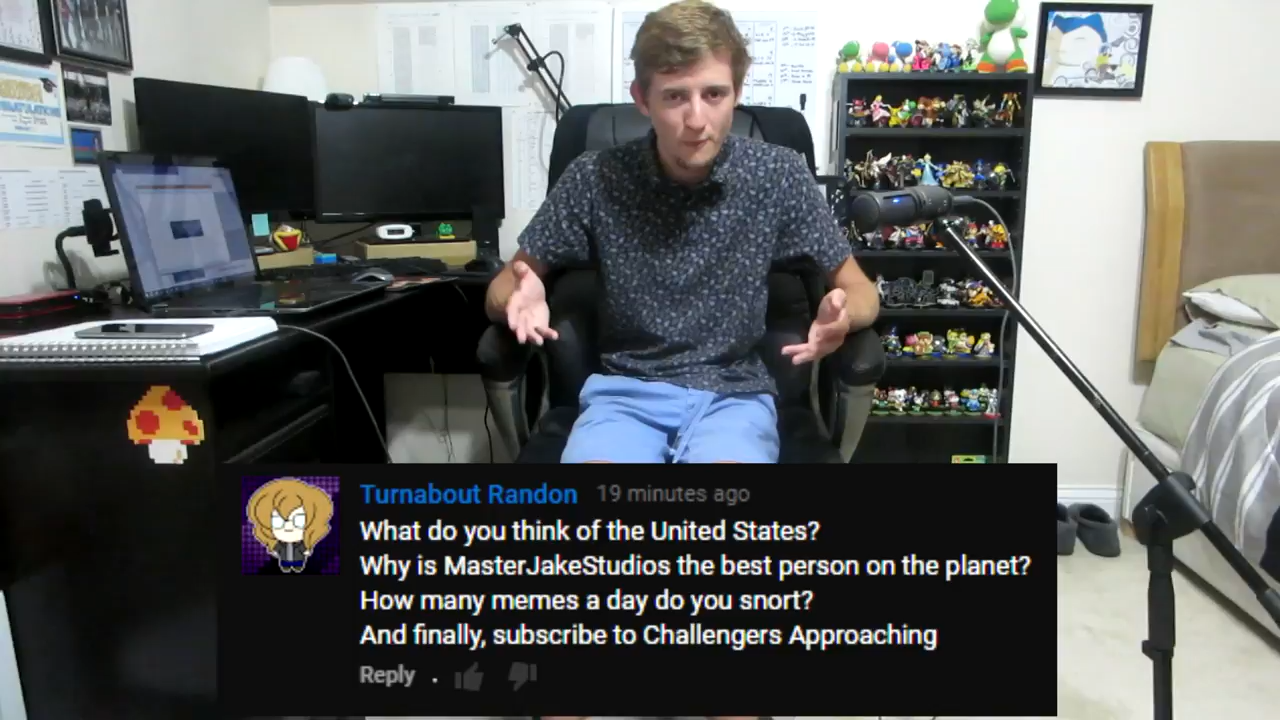 Turnabout Randon 19 minutes ago
What do you think of the United States?
Why is MasterJakeStudios the best person on the planet?
How many memes a day do you snort?
And finally, subscribe to Challengers Approaching
Reply